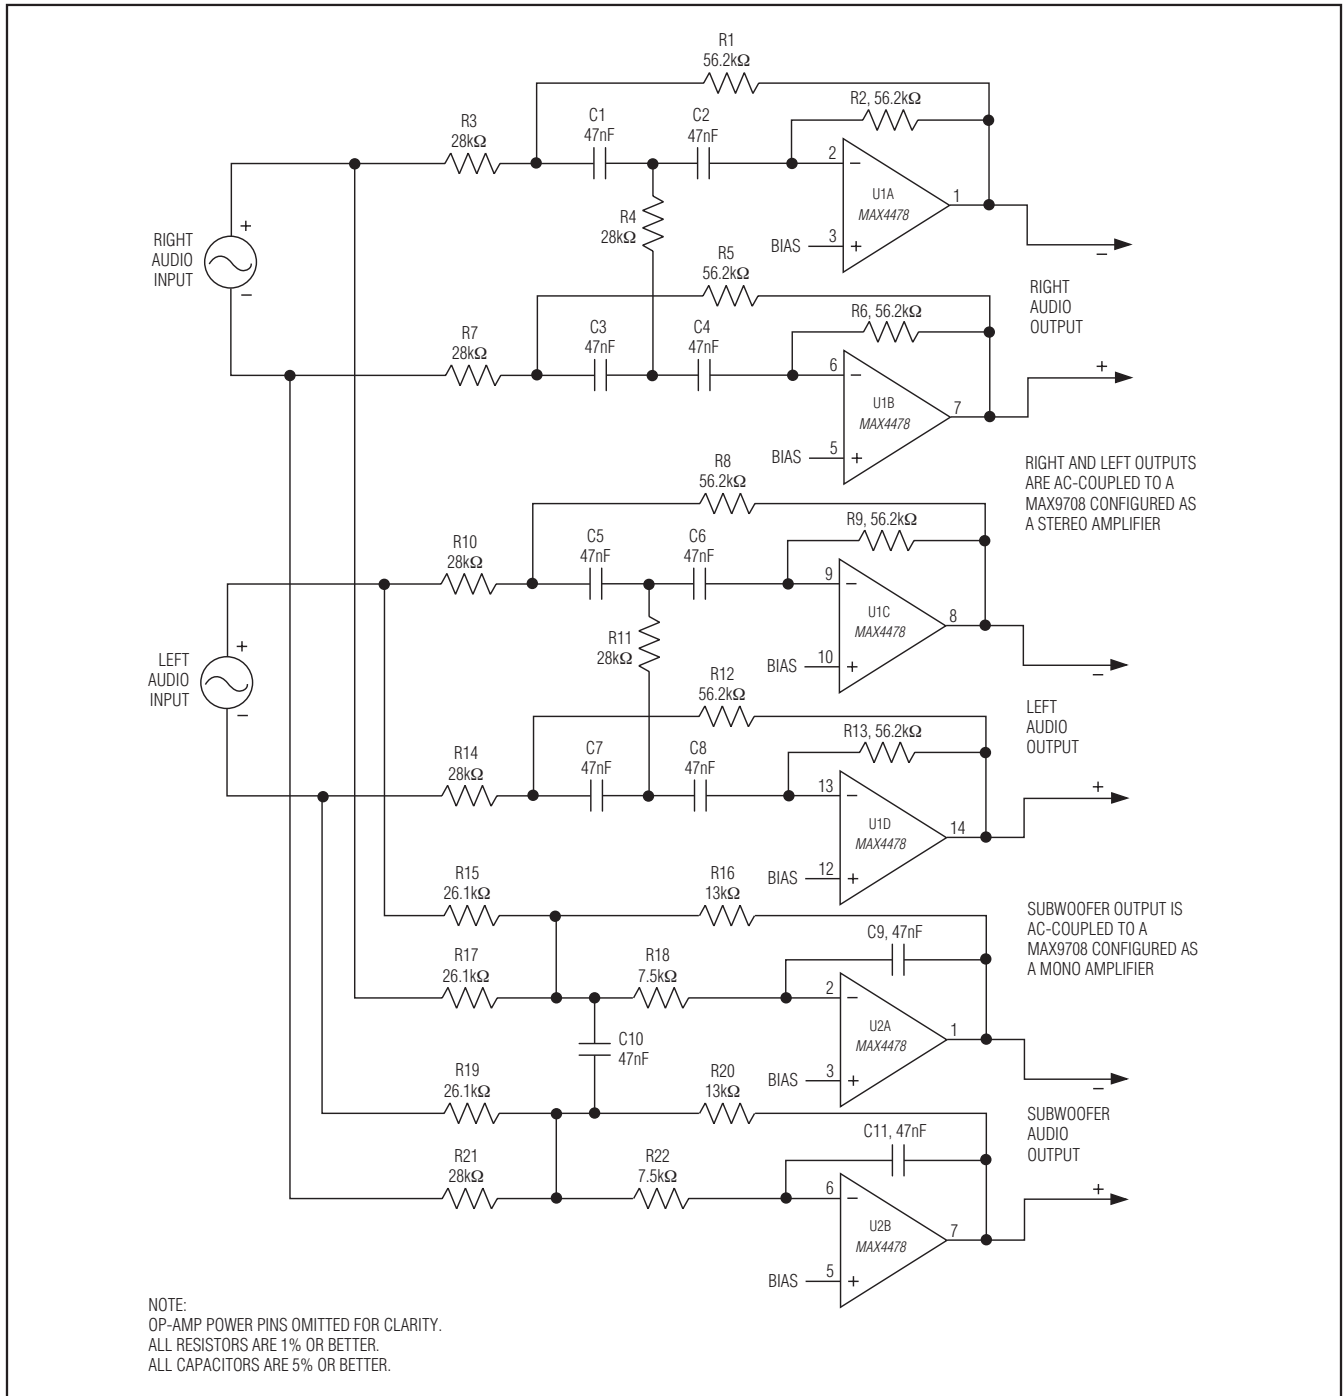 R1
56.2kΩ
R2, 56.2kΩ
C1
47nF
C2
47nF
R3
28kΩ
2
−
U1A
MAX4478
1
+
RIGHT
AUDIO
INPUT
−
R4
28kΩ
BIAS
3
+
−
R5
56.2kΩ
RIGHT
AUDIO
OUTPUT
R6, 56.2kΩ
C3
47nF
C4
47nF
R7
28kΩ
6
−
+
U1B
MAX4478
7
BIAS
5
+
R8
56.2kΩ
RIGHT AND LEFT OUTPUTS
ARE AC-COUPLED TO A
MAX9708 CONFIGURED AS
A STEREO AMPLIFIER
R9, 56.2kΩ
C5
47nF
C6
47nF
R10
28kΩ
9
−
U1C
MAX4478
8
+
LEFT
AUDIO
INPUT
−
R11
28kΩ
BIAS
10
+
−
R12
56.2kΩ
LEFT
AUDIO
OUTPUT
R13, 56.2kΩ
C7
47nF
C8
47nF
R14
28kΩ
13
−
+
U1D
MAX4478
14
BIAS
12
+
R15
26.1kΩ
R16
13kΩ
SUBWOOFER OUTPUT IS
AC-COUPLED TO A
MAX9708 CONFIGURED AS
A MONO AMPLIFIER
C9, 47nF
R17
26.1kΩ
R18
7.5kΩ
2
−
U2A
MAX4478
1
C10
47nF
BIAS
3
+
−
R19
26.1kΩ
R20
13kΩ
SUBWOOFER
AUDIO
OUTPUT
C11, 47nF
R21
28kΩ
R22
7.5kΩ
6
−
+
U2B
MAX4478
7
BIAS
5
+
NOTE:
OP-AMP POWER PINS OMITTED FOR CLARITY.
ALL RESISTORS ARE 1% OR BETTER.
ALL CAPACITORS ARE 5% OR BETTER.